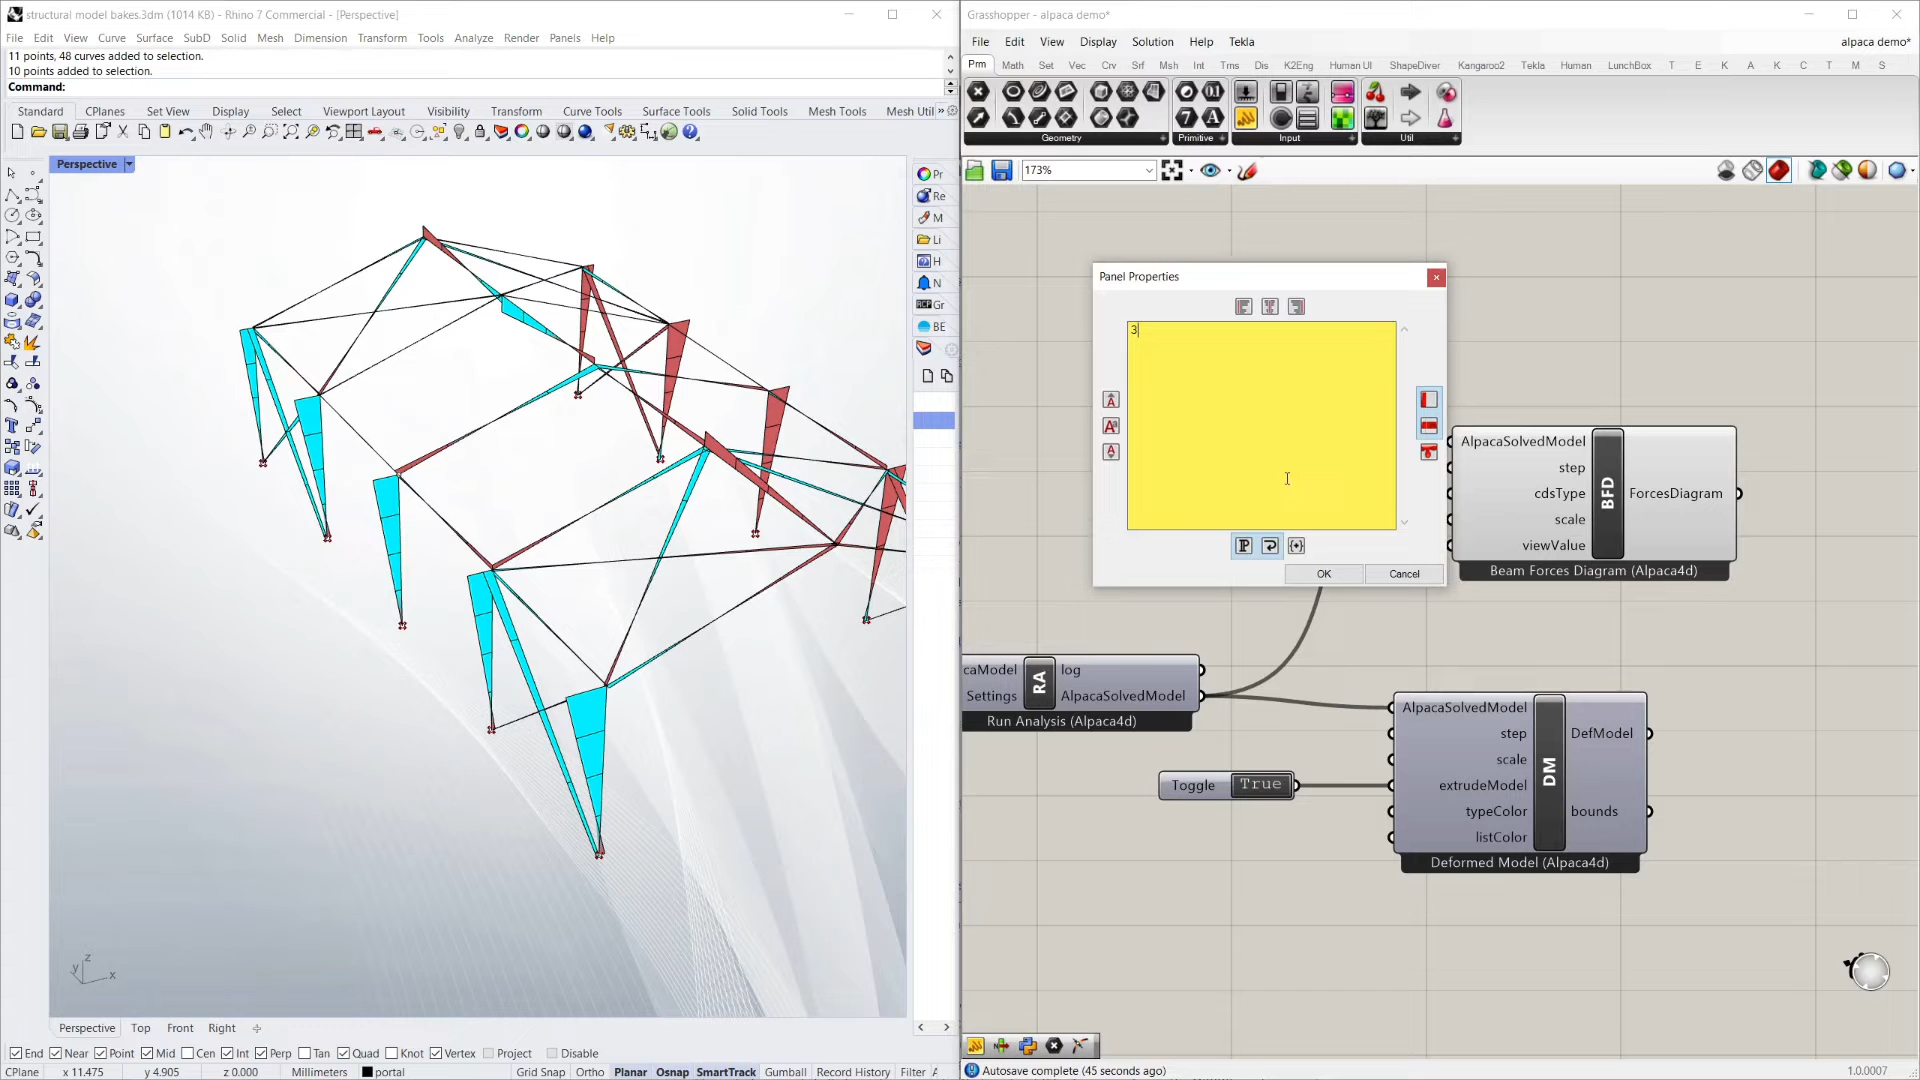 structural model bakes.3dm (1014 KB) - Rhino 7 Commercial - [Perspective]
File Edit View Curve Surface SubD Solid Mesh Dimension Transform Tools Analyze Render Panels Help
11 points, 48 curves added to selection.
10 points added to selection.
Command:
Standard CPlanes Set View Display Select Viewport Layout Visibility Transform Curve Tools Surface Tools Solid Tools Mesh Tools Mesh Util »
Perspective
Pr
Re
M
Li
H
N
Gr
BE
z
y
x
Perspective Top Front Right
End Near Point Mid Cen Int Perp Tan Quad Knot Vertex Project Disable
CPlane x 11.475 y 4.905 z 0.000 Millimeters portal Grid Snap Ortho Planar Osnap SmartTrack Gumball Record History Filter A
Grasshopper - alpaca demo*
File Edit View Display Solution Help Tekla alpaca demo*
Prm Math Set Vec Crv Srf Msh Int Trns Dis K2Eng Human UI ShapeDiver Kangaroo2 Tekla Human LunchBox T E K A K C T M S
Geometry Primitive Input Util
173%
Panel Properties
3
OK Cancel
AlpacaSolvedModel
step
cdsType
scale
viewValue
BFD
ForcesDiagram
Beam Forces Diagram (Alpaca4d)
caModel
Settings
RA
log
AlpacaSolvedModel
Run Analysis (Alpaca4d)
Toggle True
AlpacaSolvedModel
step
scale
extrudeModel
typeColor
listColor
DM
DefModel
bounds
Deformed Model (Alpaca4d)
Autosave complete (45 seconds ago) 1.0.0007